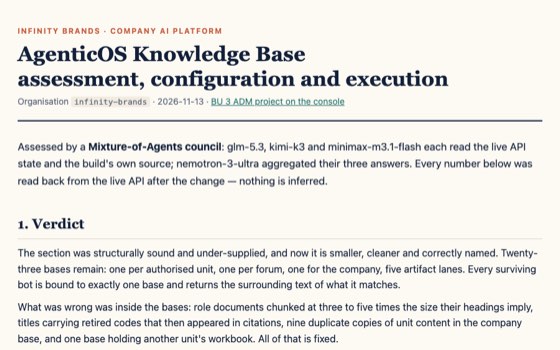 INFINITY BRANDS · COMPANY AI PLATFORM
AgenticOS Knowledge Base
assessment, configuration and execution
Organisation infinity-brands · 2026-11-13 · BU 3 ADM project on the console
Assessed by a Mixture-of-Agents council: glm-5.3, kimi-k3 and minimax-m3.1-flash each read the live API
state and the build's own source; nemotron-3-ultra aggregated their three answers. Every number below was
read back from the live API after the change — nothing is inferred.
1. Verdict
The section was structurally sound and under-supplied, and now it is smaller, cleaner and correctly named. Twenty-
three bases remain: one per authorised unit, one per forum, one for the company, five artifact lanes. Every surviving
bot is bound to exactly one base and returns the surrounding text of what it matches.
What was wrong was inside the bases: role documents chunked at three to five times the size their headings imply,
titles carrying retired codes that then appeared in citations, nine duplicate copies of unit content in the company
base, and one base holding another unit's workbook. All of that is fixed.